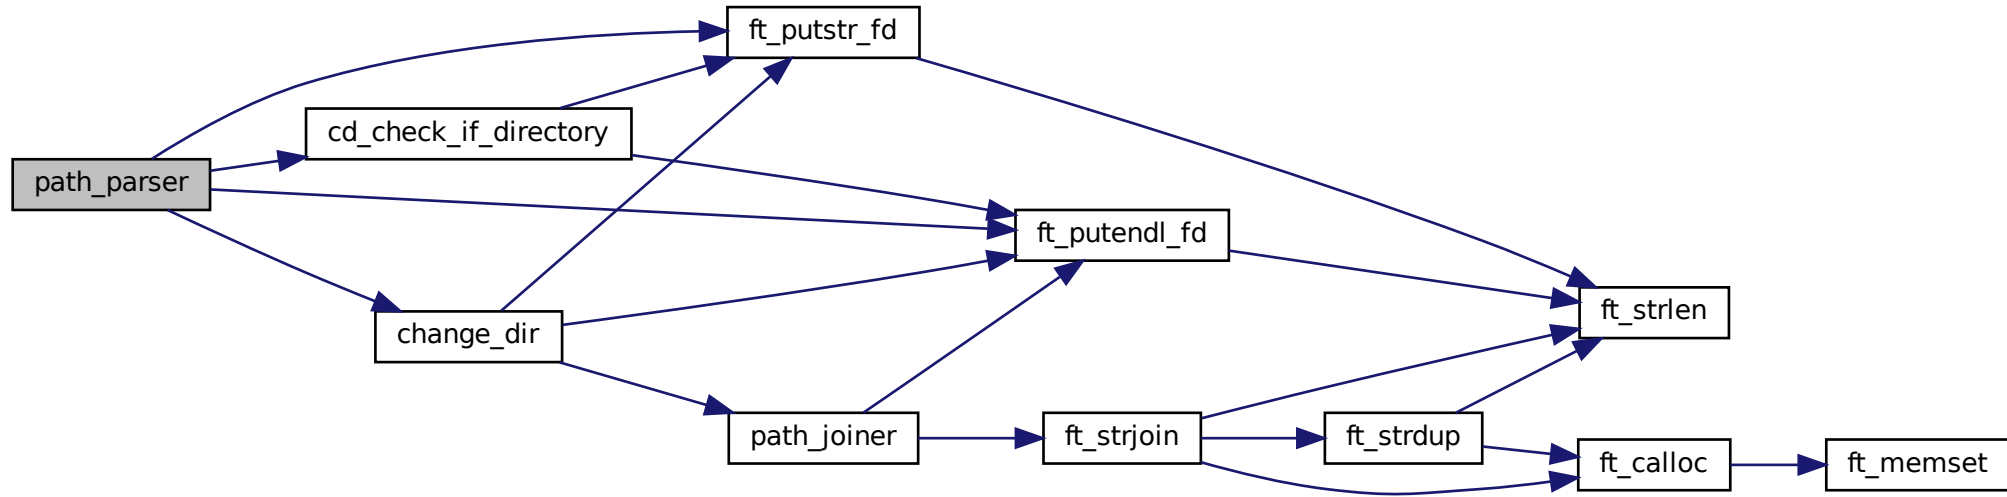 ft_putstr_fd
cd_check_if_directory
path_parser
ft_putendl_fd
ft_strlen
change_dir
path_joiner
ft_strjoin
ft_strdup
ft_calloc
ft_memset